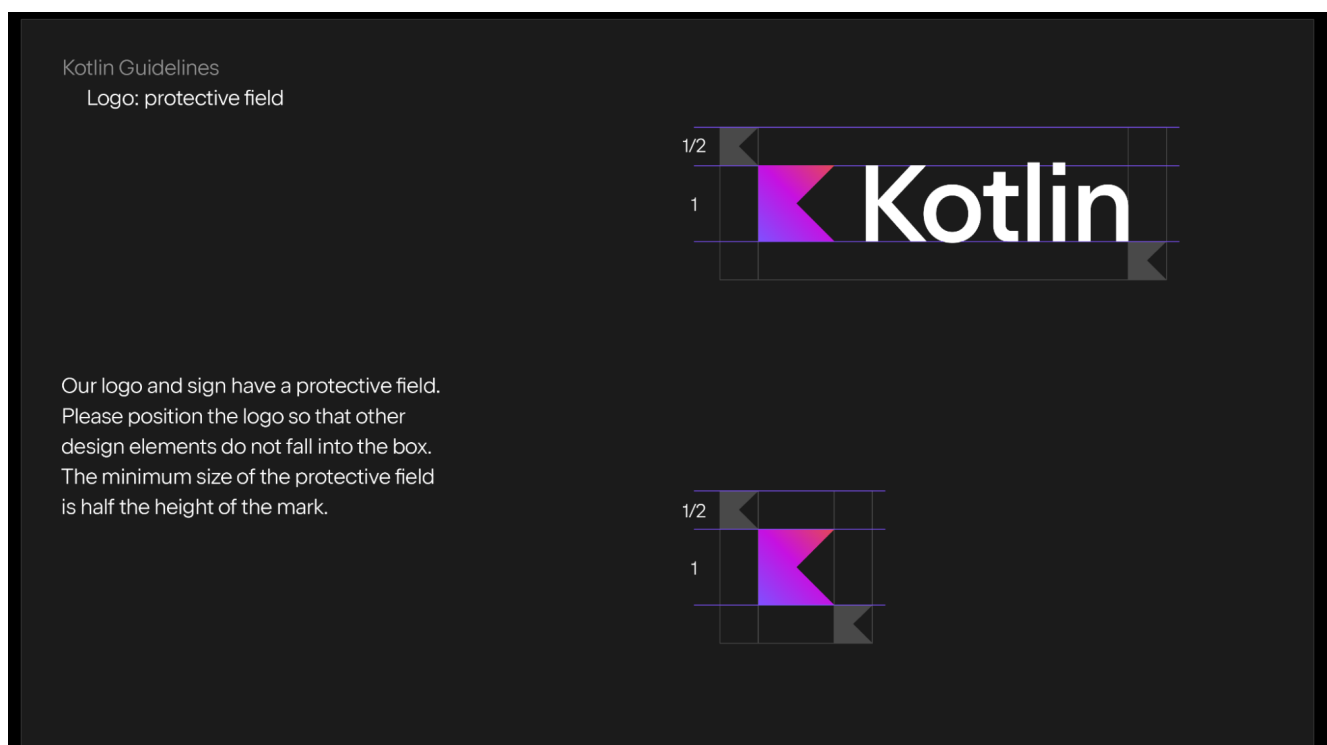 Kotlin Guidelines
Logo: protective field
1/2
1
Kotlin
Our logo and sign have a protective field.
Please position the logo so that other
design elements do not fall into the box.
The minimum size of the protective field
is half the height of the mark.
1/2
1